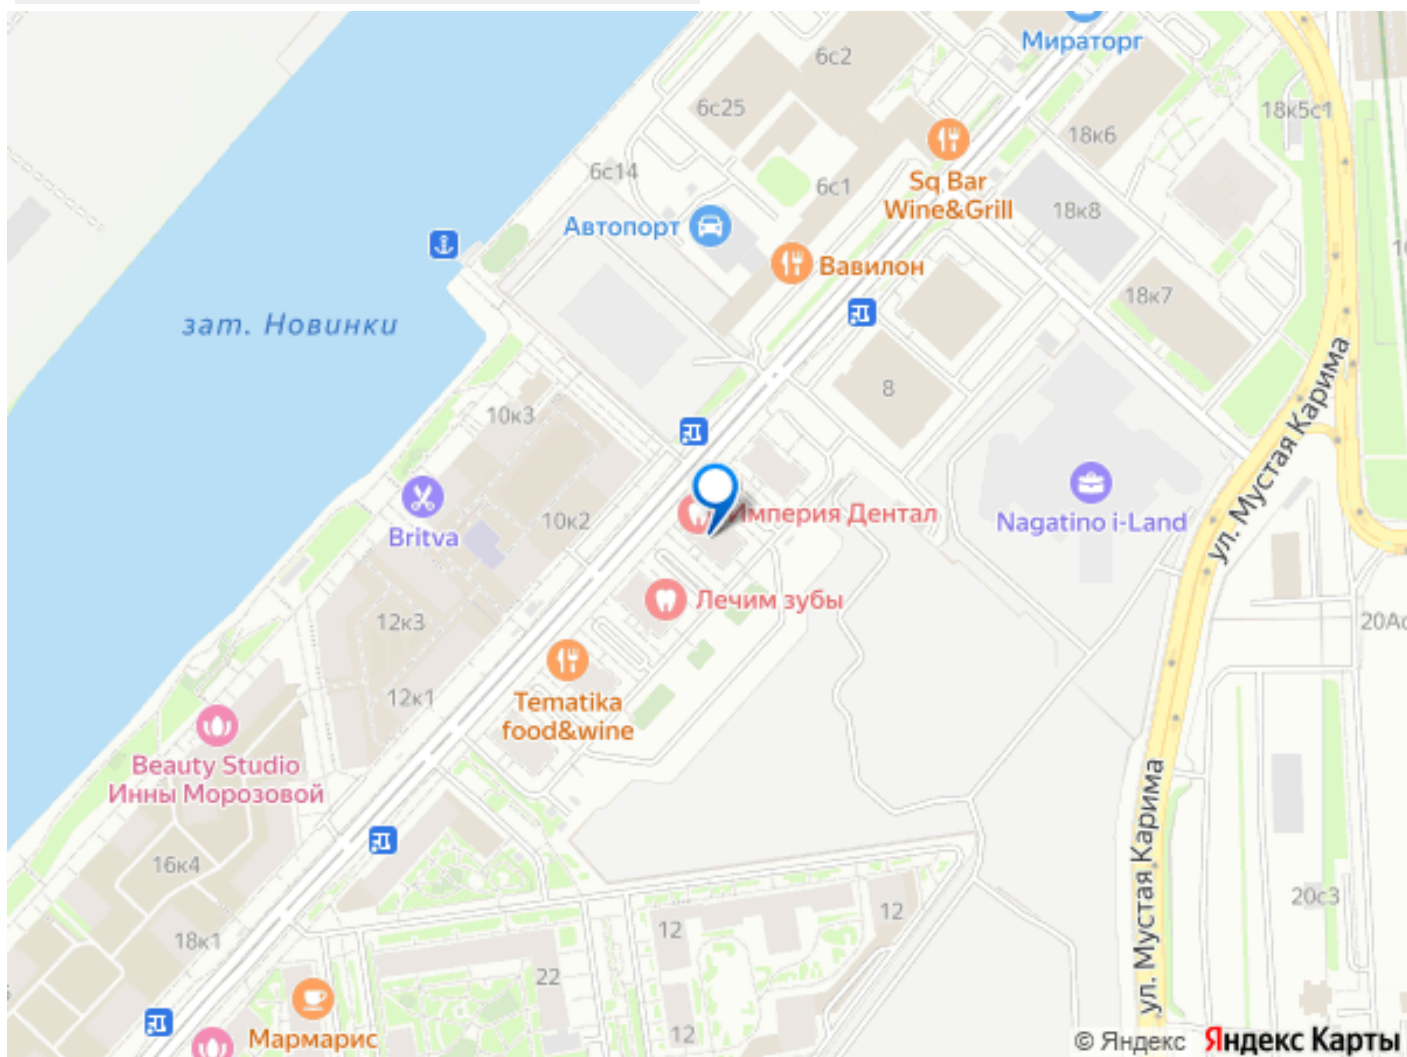 Мираторг
6с2
6с25
18к5с1
18к6
Sq Bar
Wine&Grill
6с14
6с1
18к8
Автопорт
Вавилон
18к7
зат. Новинки
ул. Мустая Карима
8
10к3
10к2
Britva
Империя Дентал
Nagatino i-Land
Лечим зубы
12к3
20Ас
12к1
Tematika
food&wine
Beauty Studio
Инны Морозовой
ул. Мустая Карима
16к4
20с3
12
12
18к1
22
12
Мармарис
© Яндекс Яндекс Карты